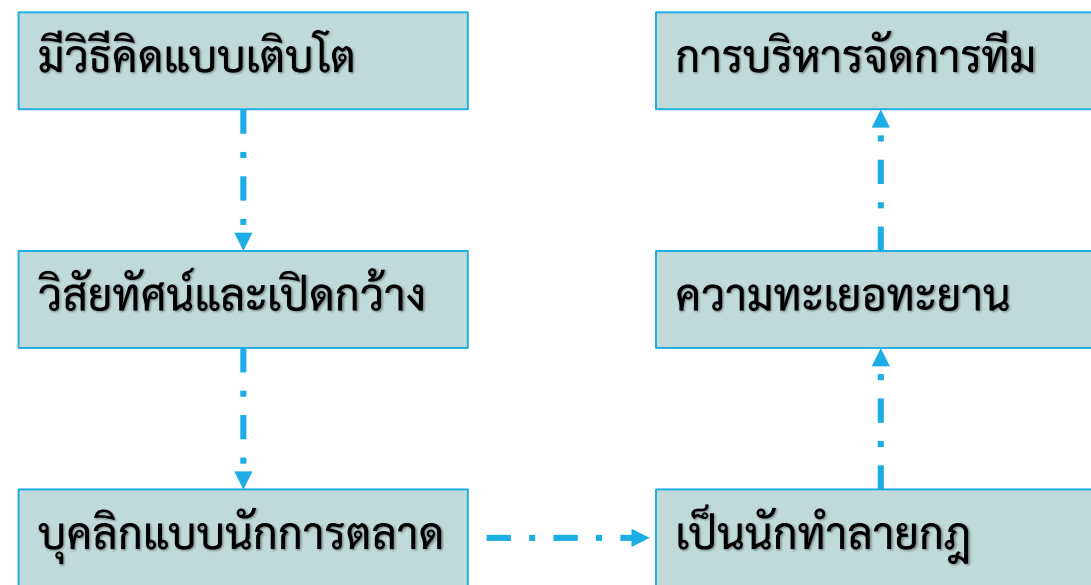 มีวิธีคิดแบบเติบโต
วิสัยทัศน์และเปิดกว้าง
บุคลิกแบบนักการตลาด
เป็นนักทำลายกฎ
ความทะเยอทะยาน
การบริหารจัดการทีม